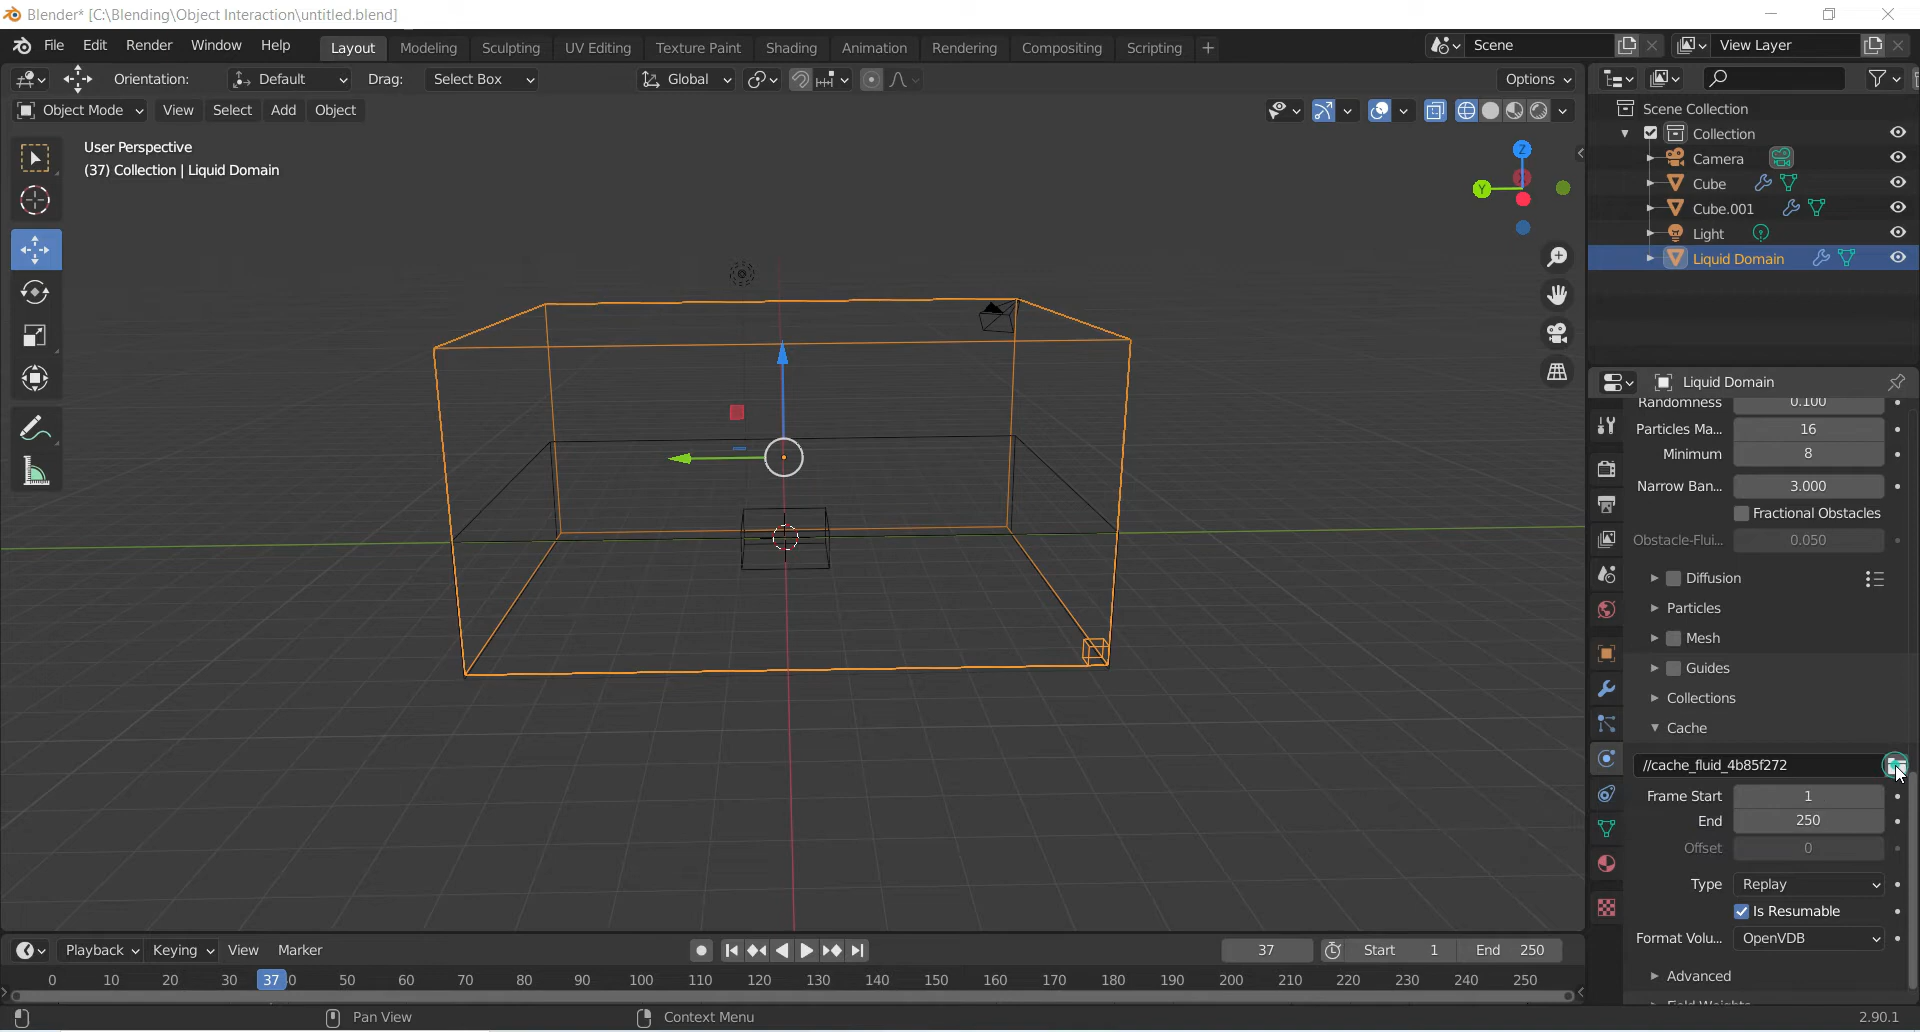 Blender* [C:\Blending\Object Interaction\untitled.blend]
File Edit Render Window Help Layout Modeling Sculpting UV Editing Texture Paint Shading Animation Rendering Compositing Scripting + Scene View Layer
Orientation: Default Drag: Select Box Global Options
Object Mode View Select Add Object
User Perspective
(37) Collection | Liquid Domain
Z
Y
Scene Collection
Collection
Camera
Cube
Cube.001
Light
Liquid Domain
Liquid Domain
Randomness 0.100
Particles Ma... 16
Minimum 8
Narrow Ban... 3.000
Fractional Obstacles
Obstacle-Flui... 0.050
Diffusion
Particles
Mesh
Guides
Collections
Cache
//cache_fluid_4b85f272
Frame Start 1
End 250
Offset 0
Type Replay
Is Resumable
Format Volu... OpenVDB
Advanced
Playback Keying View Marker 37 Start 1 End 250
0 10 20 30 37 0 50 60 70 80 90 100 110 120 130 140 150 160 170 180 190 200 210 220 230 240 250
Pan View Context Menu 2.90.1